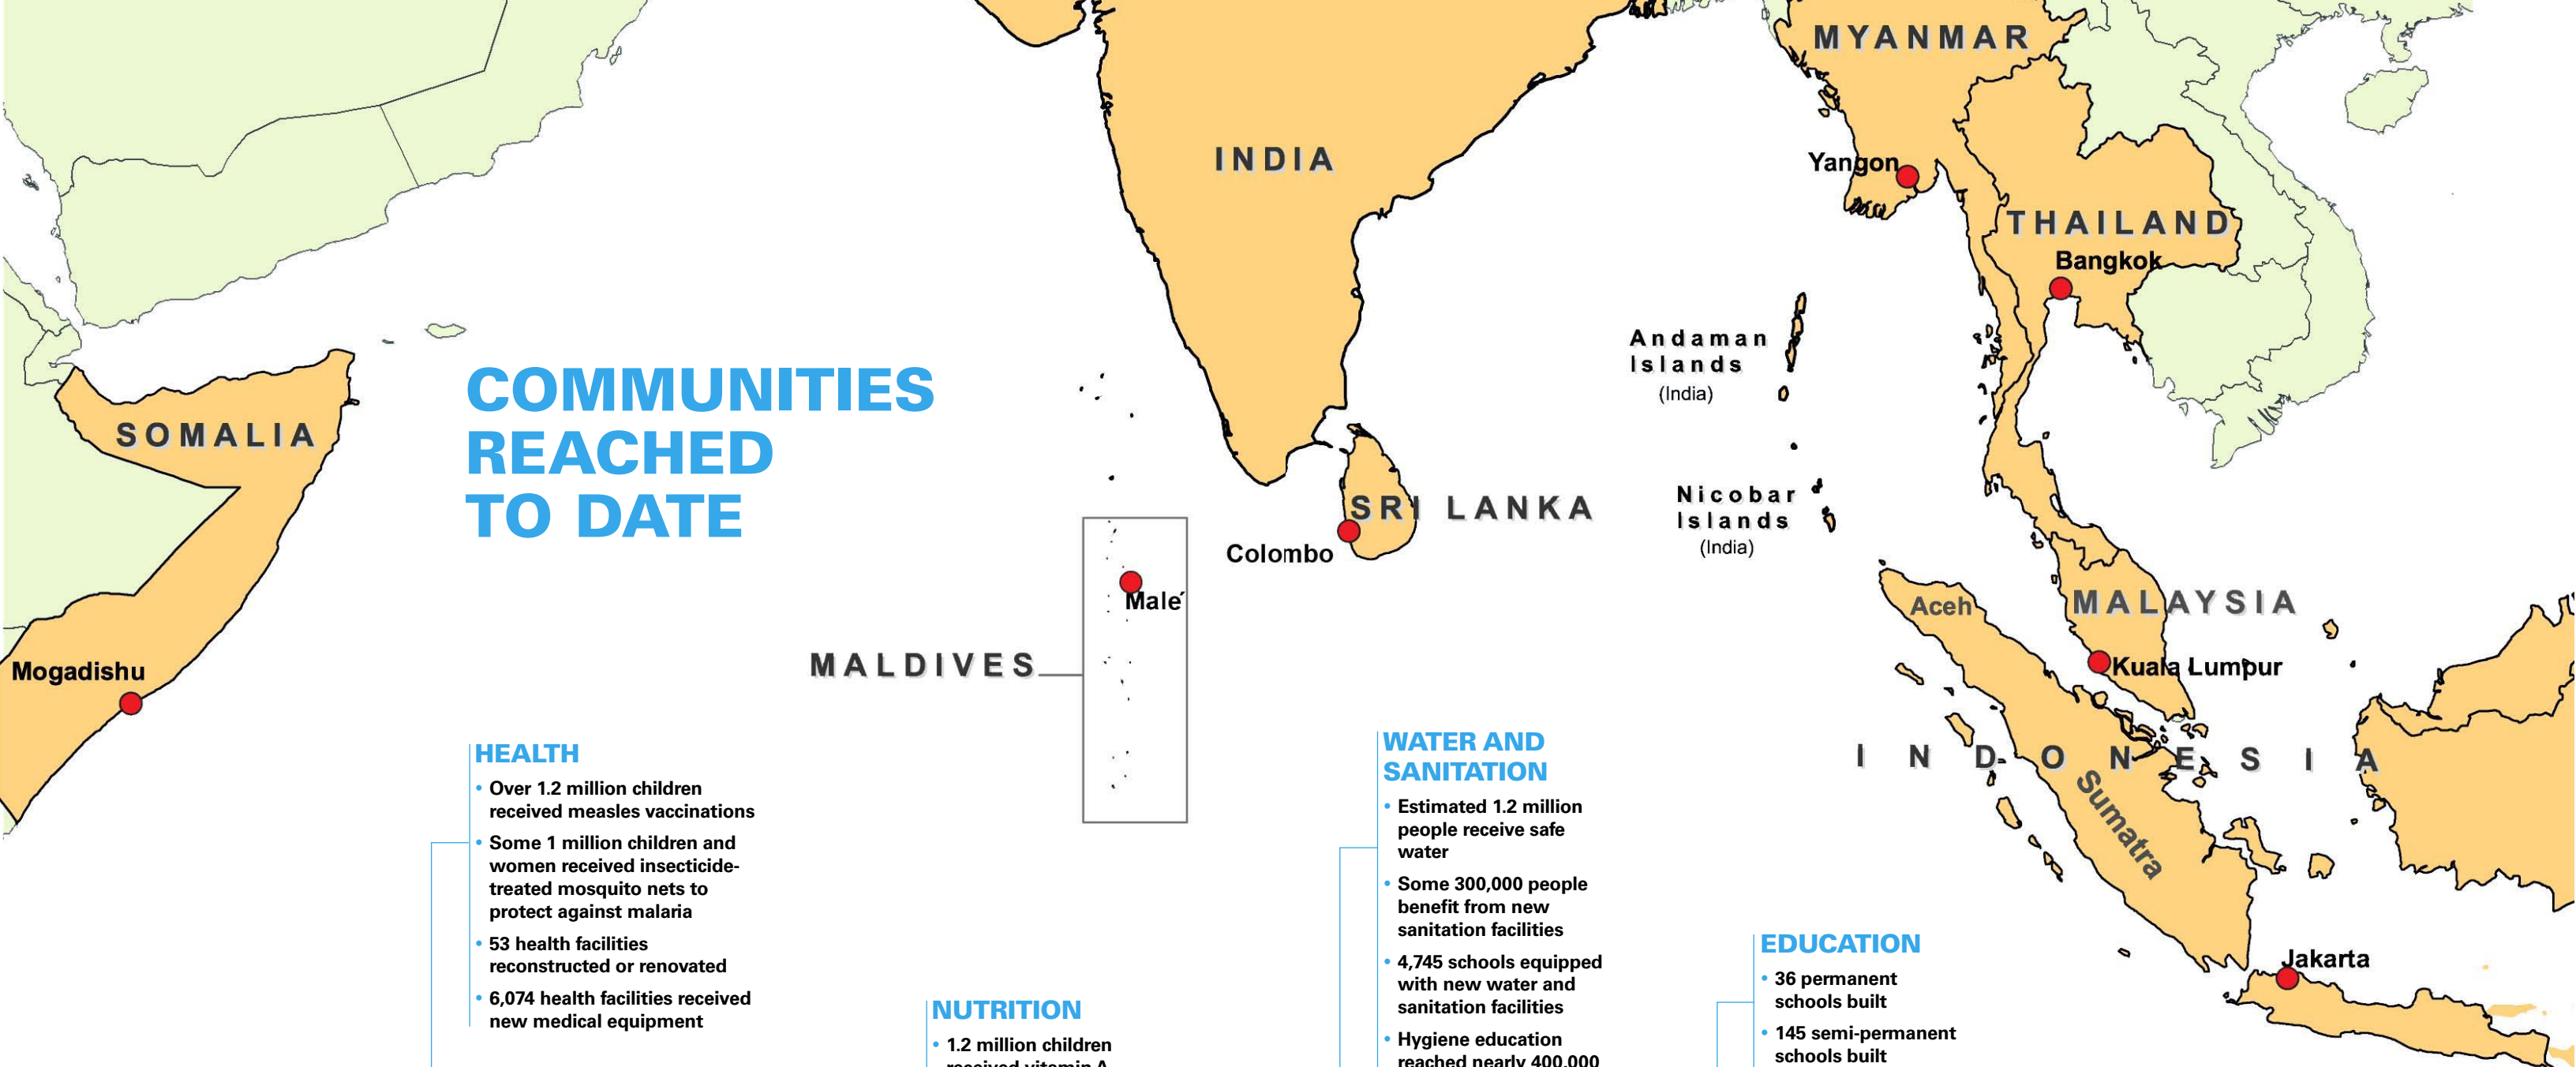 MYANMAR
INDIA
Yangon
THAILAND
Bangkok
Andaman
Islands
(India)
COMMUNITIES
REACHED
TO DATE
SOMALIA
Nicobar
Islands
(India)
SRI LANKA
Colombo
Male´
Aceh
MALAYSIA
MALDIVES
Mogadishu
Kuala Lumpur
INDONESIA
Sumatra
Jakarta
HEALTH
• Over 1.2 million children
received measles vaccinations
• Some 1 million children and
women received insecticide-
treated mosquito nets to
protect against malaria
• 53 health facilities
reconstructed or renovated
• 6,074 health facilities received
new medical equipment
NUTRITION
• 1.2 million children
received vitamin A
WATER AND
SANITATION
• Estimated 1.2 million
people receive safe
water
• Some 300,000 people
benefit from new
sanitation facilities
• 4,745 schools equipped
with new water and
sanitation facilities
• Hygiene education
reached nearly 400,000
EDUCATION
• 36 permanent
schools built
• 145 semi-permanent
schools built